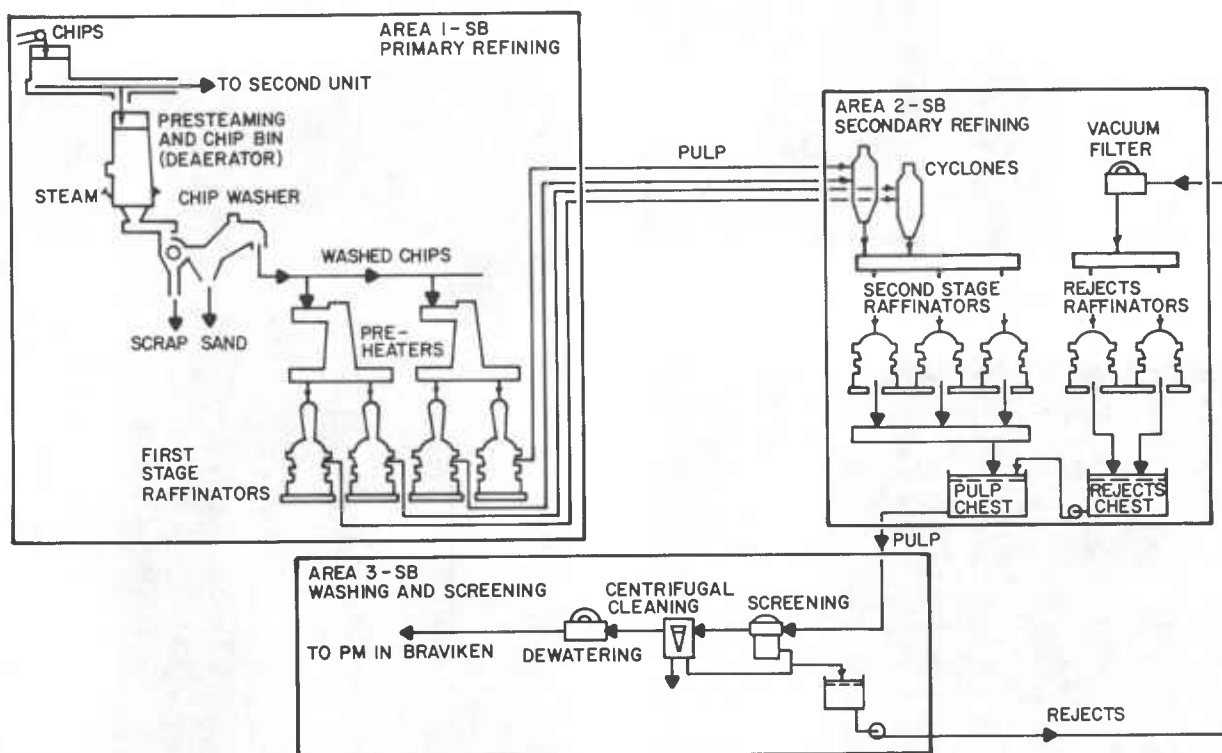 CHIPS
AREA 1-SB
PRIMARY REFINING
TO SECOND UNIT
PRESTEAMING
AND CHIP BIN
(DEAERATOR)
STEAM
CHIP WASHER
WASHED CHIPS
SCRAP
SAND
PRE-
HEATERS
FIRST
STAGE
RAFFINATORS
PULP
AREA 2-SB
SECONDARY REFINING
VACUUM
FILTER
CYCLONES
SECOND STAGE
RAFFINATORS
REJECTS
RAFFINATORS
PULP
CHEST
REJECTS
CHEST
PULP
AREA 3-SB
WASHING AND SCREENING
CENTRIFUGAL
CLEANING
SCREENING
TO PM IN BRAVIKEN
DEWATERING
REJECTS